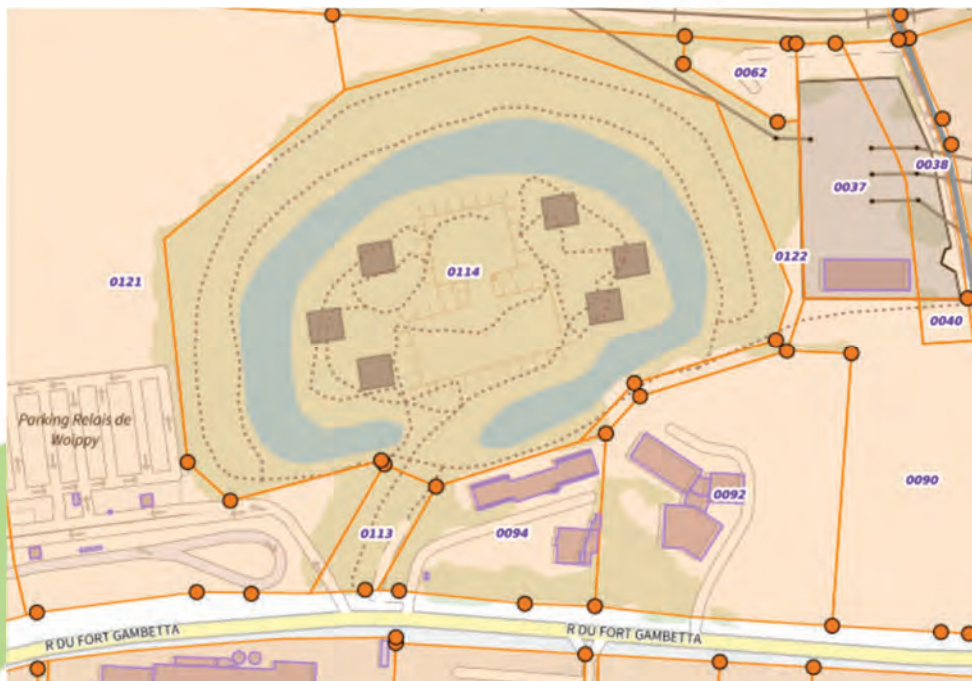 0062
0038
0037
0122
0114
0121
0040
Parking Relais de
Woippy
0092
0090
0113
0094
R DU FORT GAMBETTA
R DU FORT GAMBETTA